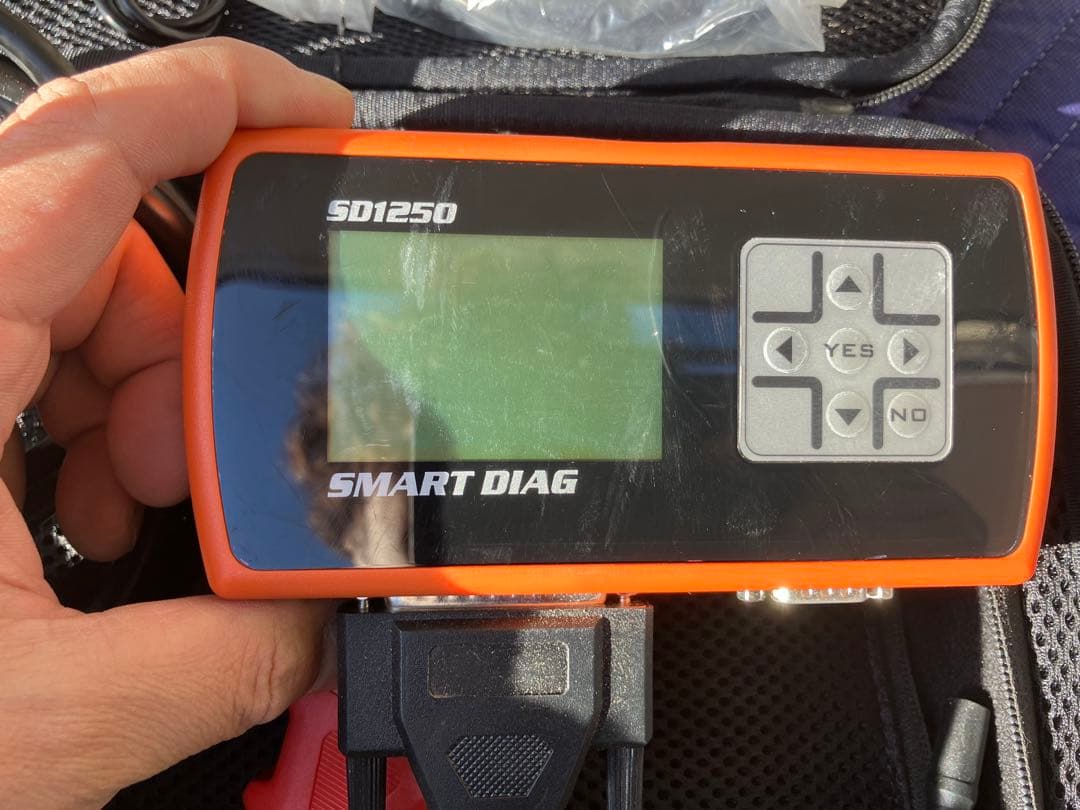 SD1250
YES
NO
SMART DIAG